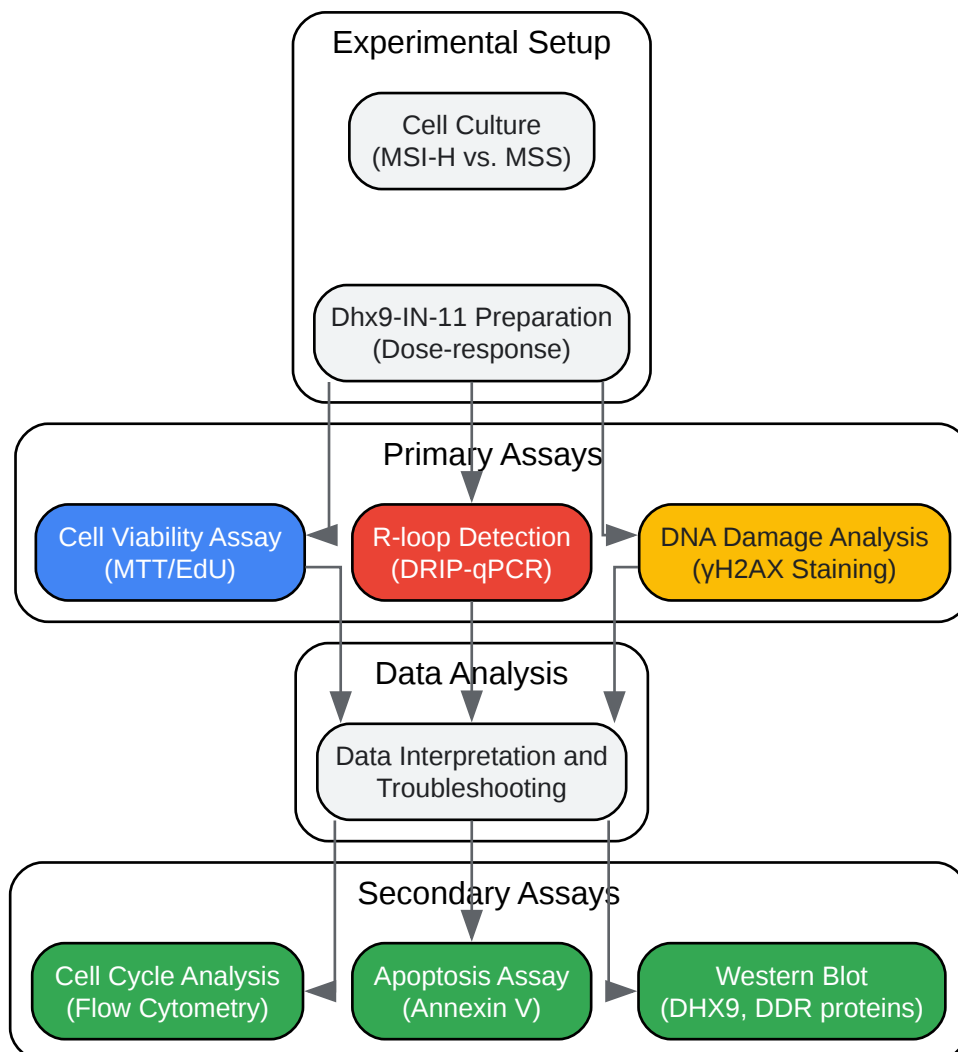 Experimental Setup
Cell Culture
(MSI-H vs. MSS)
Dhx9-IN-11 Preparation
(Dose-response)
Primary Assays
Cell Viability Assay
(MTT/EdU)
R-loop Detection
(DRIP-qPCR)
DNA Damage Analysis
(γH2AX Staining)
Data Analysis
Data Interpretation and
Troubleshooting
Secondary Assays
Cell Cycle Analysis
(Flow Cytometry)
Apoptosis Assay
(Annexin V)
Western Blot
(DHX9, DDR proteins)